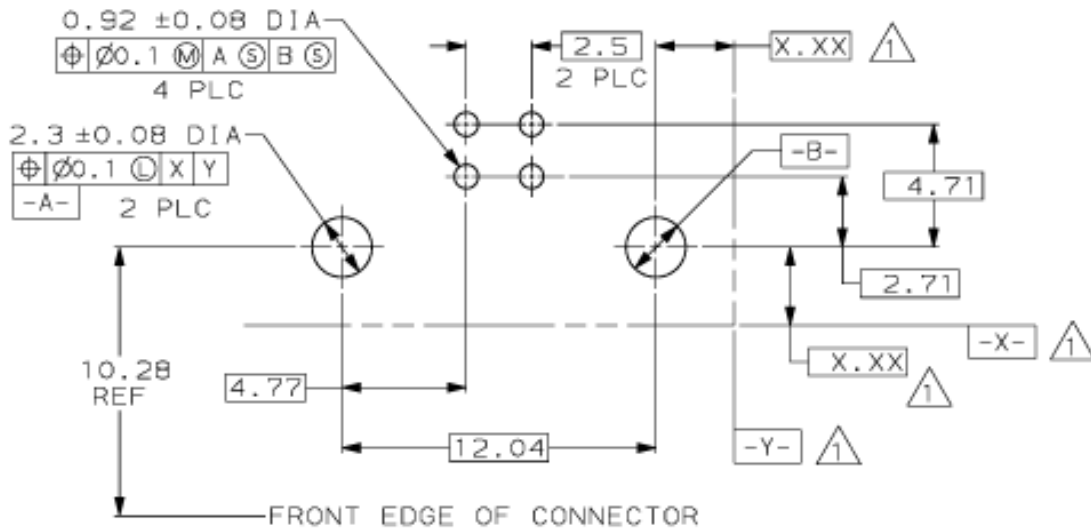 0.92 ±0.08 DIA
⌖ Ø0.1 Ⓜ A Ⓢ B Ⓢ
4 PLC
2.5
2 PLC
X.XX 1
2.3 ±0.08 DIA
⌖ Ø0.1 Ⓛ X Y
-A-
2 PLC
-B-
4.71
2.71
-X- 1
X.XX
1
10.28
REF
4.77
12.04
-Y- 1
FRONT EDGE OF CONNECTOR